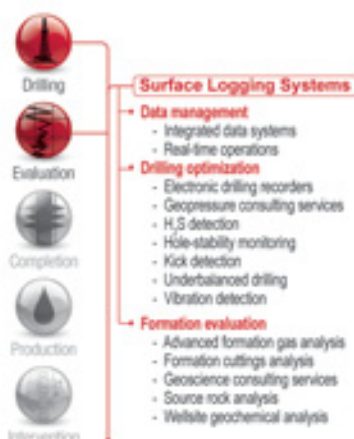 Drilling
Surface Logging Systems
Data management
- Integrated data systems
- Real-time operations
Evaluation
Drilling optimization
- Electronic drilling recorders
- Geopressure consulting services
- H₂S detection
- Hole-stability monitoring
- Kick detection
- Underbalanced drilling
- Vibration detection
Completion
Production
Formation evaluation
- Advanced formation gas analysis
- Formation cuttings analysis
- Geoscience consulting services
- Source rock analysis
- Wellsite geochemical analysis
Intervention